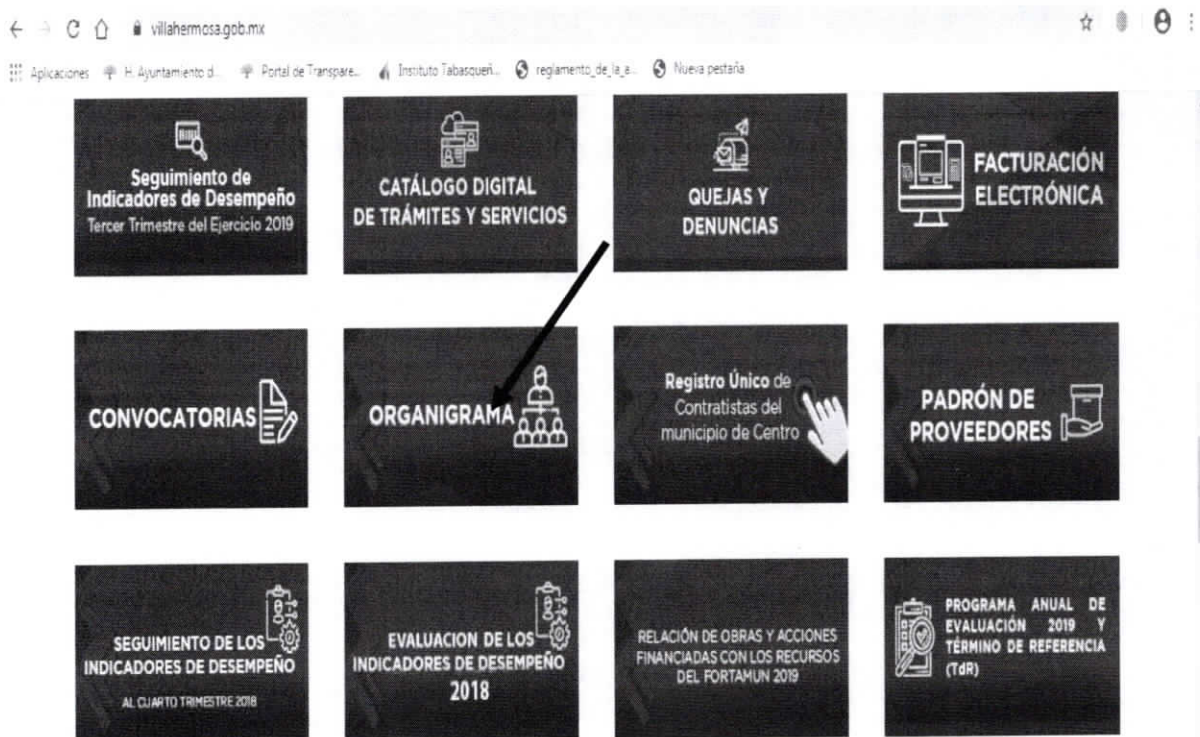 villahermosa.gob.mx
Aplicaciones H. Ayuntamiento d... Portal de Transpare... Instituto Tabasqueñ... reglamento_de_la_a... Nueva pestaña
Seguimiento de
Indicadores de Desempeño
Tercer Trimestre del Ejercicio 2019
CATÁLOGO DIGITAL
DE TRÁMITES Y SERVICIOS
QUEJAS Y
DENUNCIAS
FACTURACIÓN
ELECTRÓNICA
CONVOCATORIAS
ORGANIGRAMA
Registro Único de
Contratistas del
municipio de Centro
PADRÓN DE
PROVEEDORES
SEGUIMIENTO DE LOS
INDICADORES DE DESEMPEÑO
AL CUARTO TRIMESTRE 2018
EVALUACION DE LOS
INDICADORES DE DESEMPEÑO
2018
RELACIÓN DE OBRAS Y ACCIONES
FINANCIADAS CON LOS RECURSOS
DEL FORTAMUN 2019
PROGRAMA ANUAL DE
EVALUACIÓN 2019 Y
TÉRMINO DE REFERENCIA
(TdR)